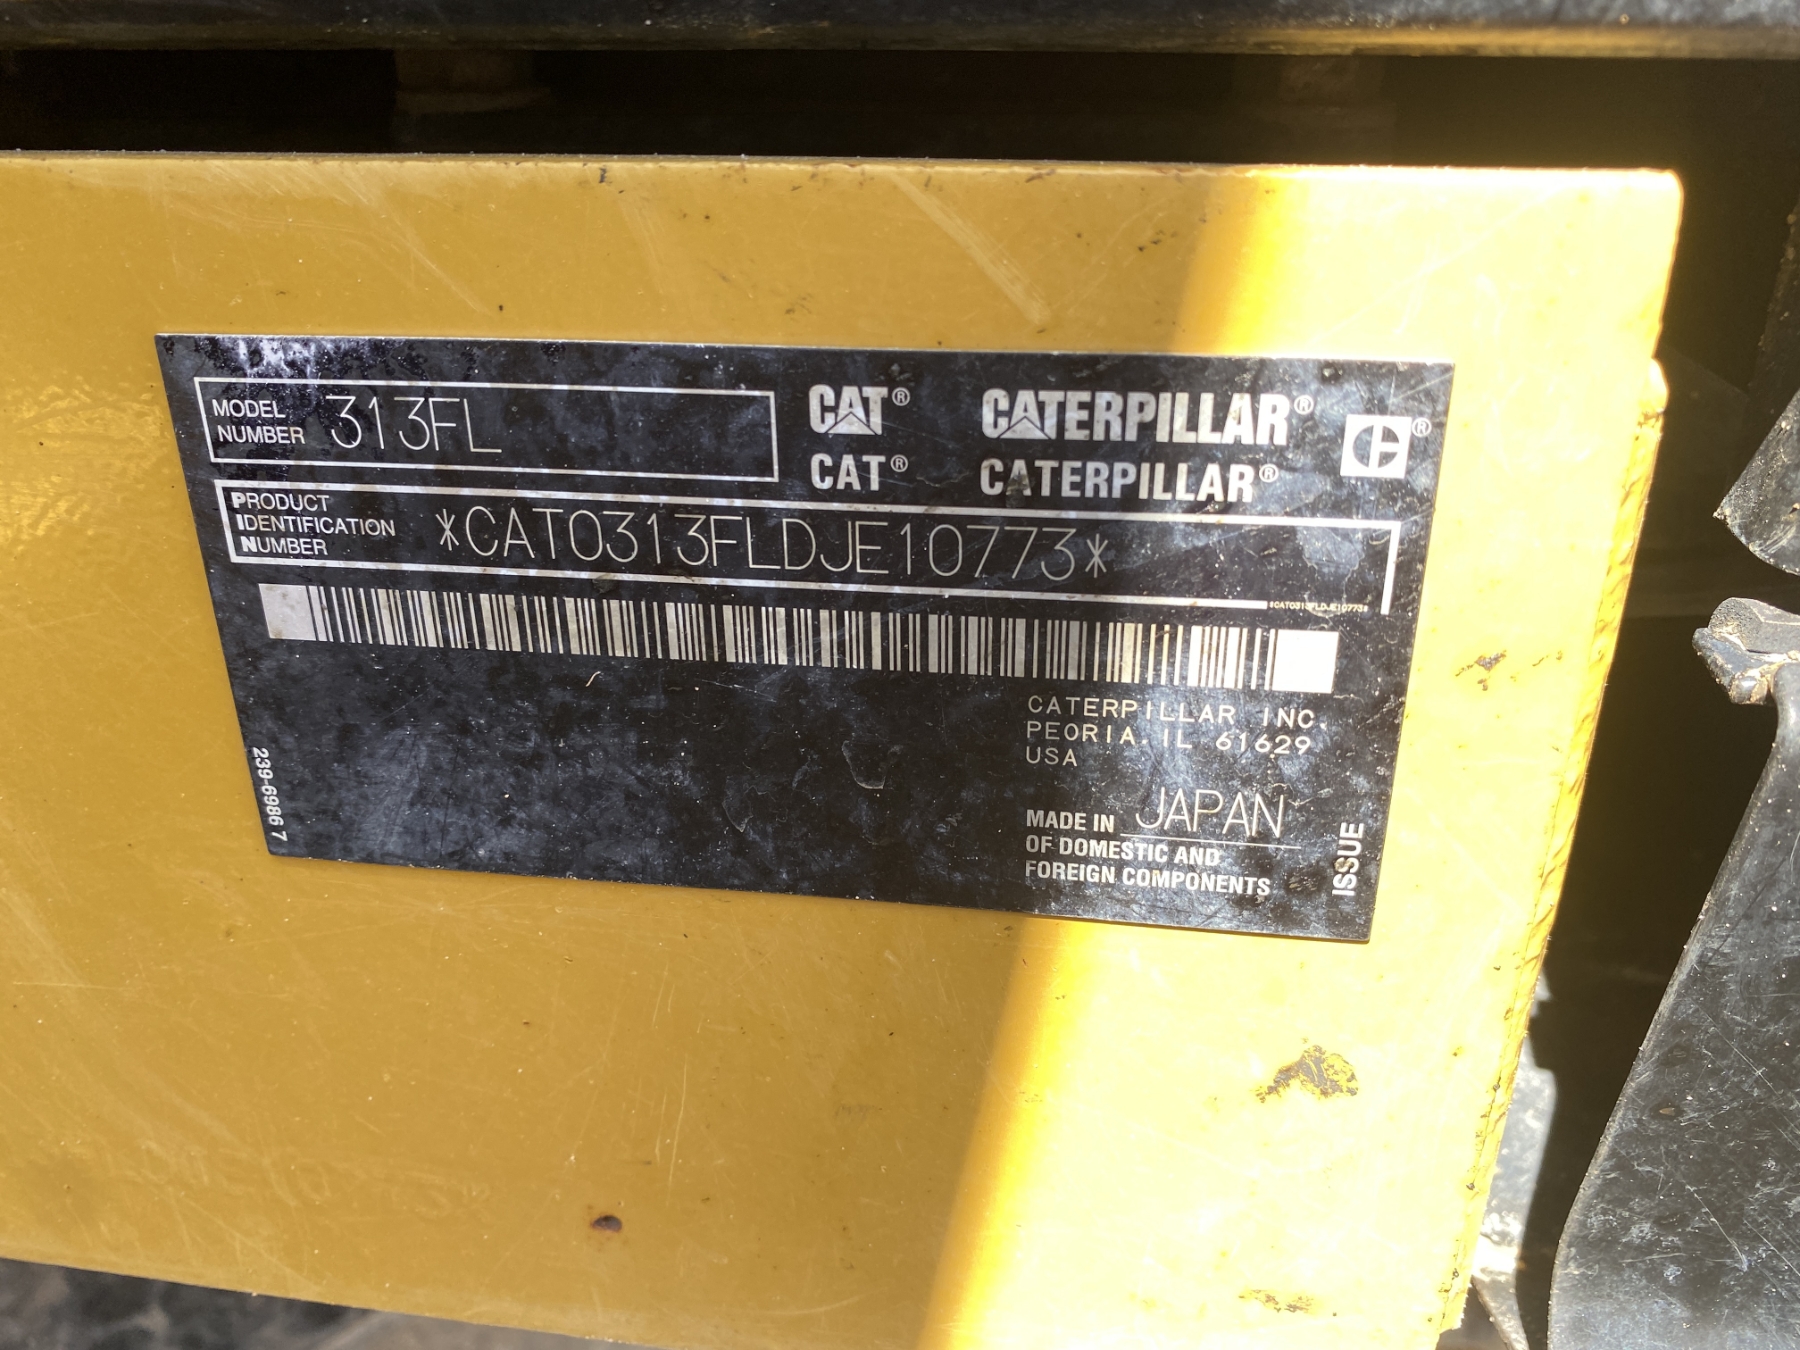 MODEL
NUMBER 313FL
CAT® CATERPILLAR® ®
CAT® CATERPILLAR®
PRODUCT
IDENTIFICATION
NUMBER
*CAT0313FLDJE10773*
*CAT0313FLDJE10773*
CATERPILLAR INC.
PEORIA, IL 61629
USA
MADE IN JAPAN
OF DOMESTIC AND
FOREIGN COMPONENTS
ISSUE
239-6986 7